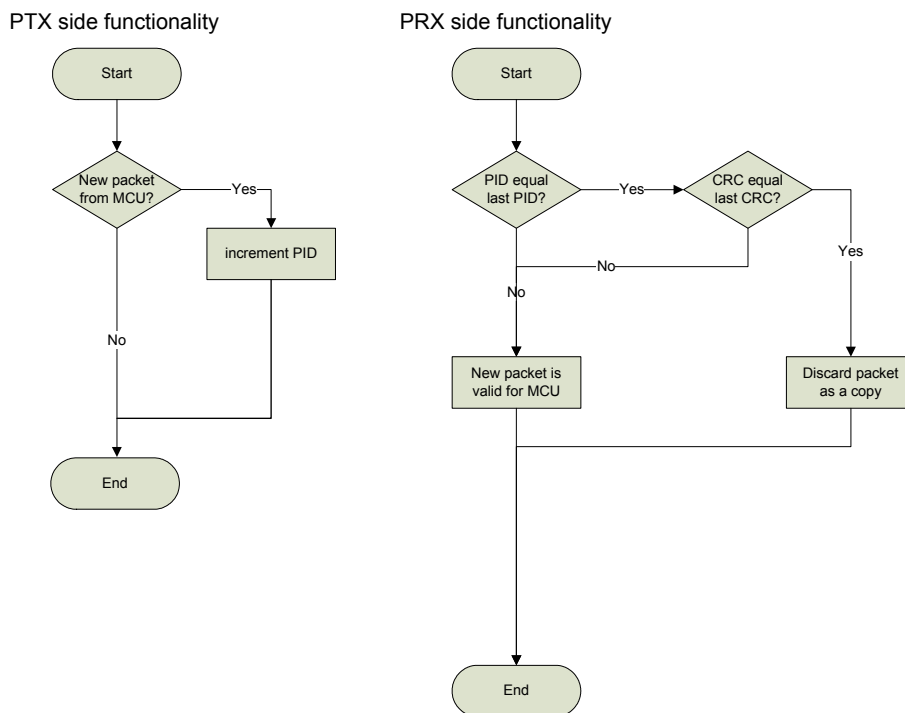 PTX side functionality
Start
New packet
from MCU?
Yes
increment PID
No
End
PRX side functionality
Start
PID equal
last PID?
Yes
CRC equal
last CRC?
Yes
No
No
New packet is
valid for MCU
Discard packet
as a copy
End